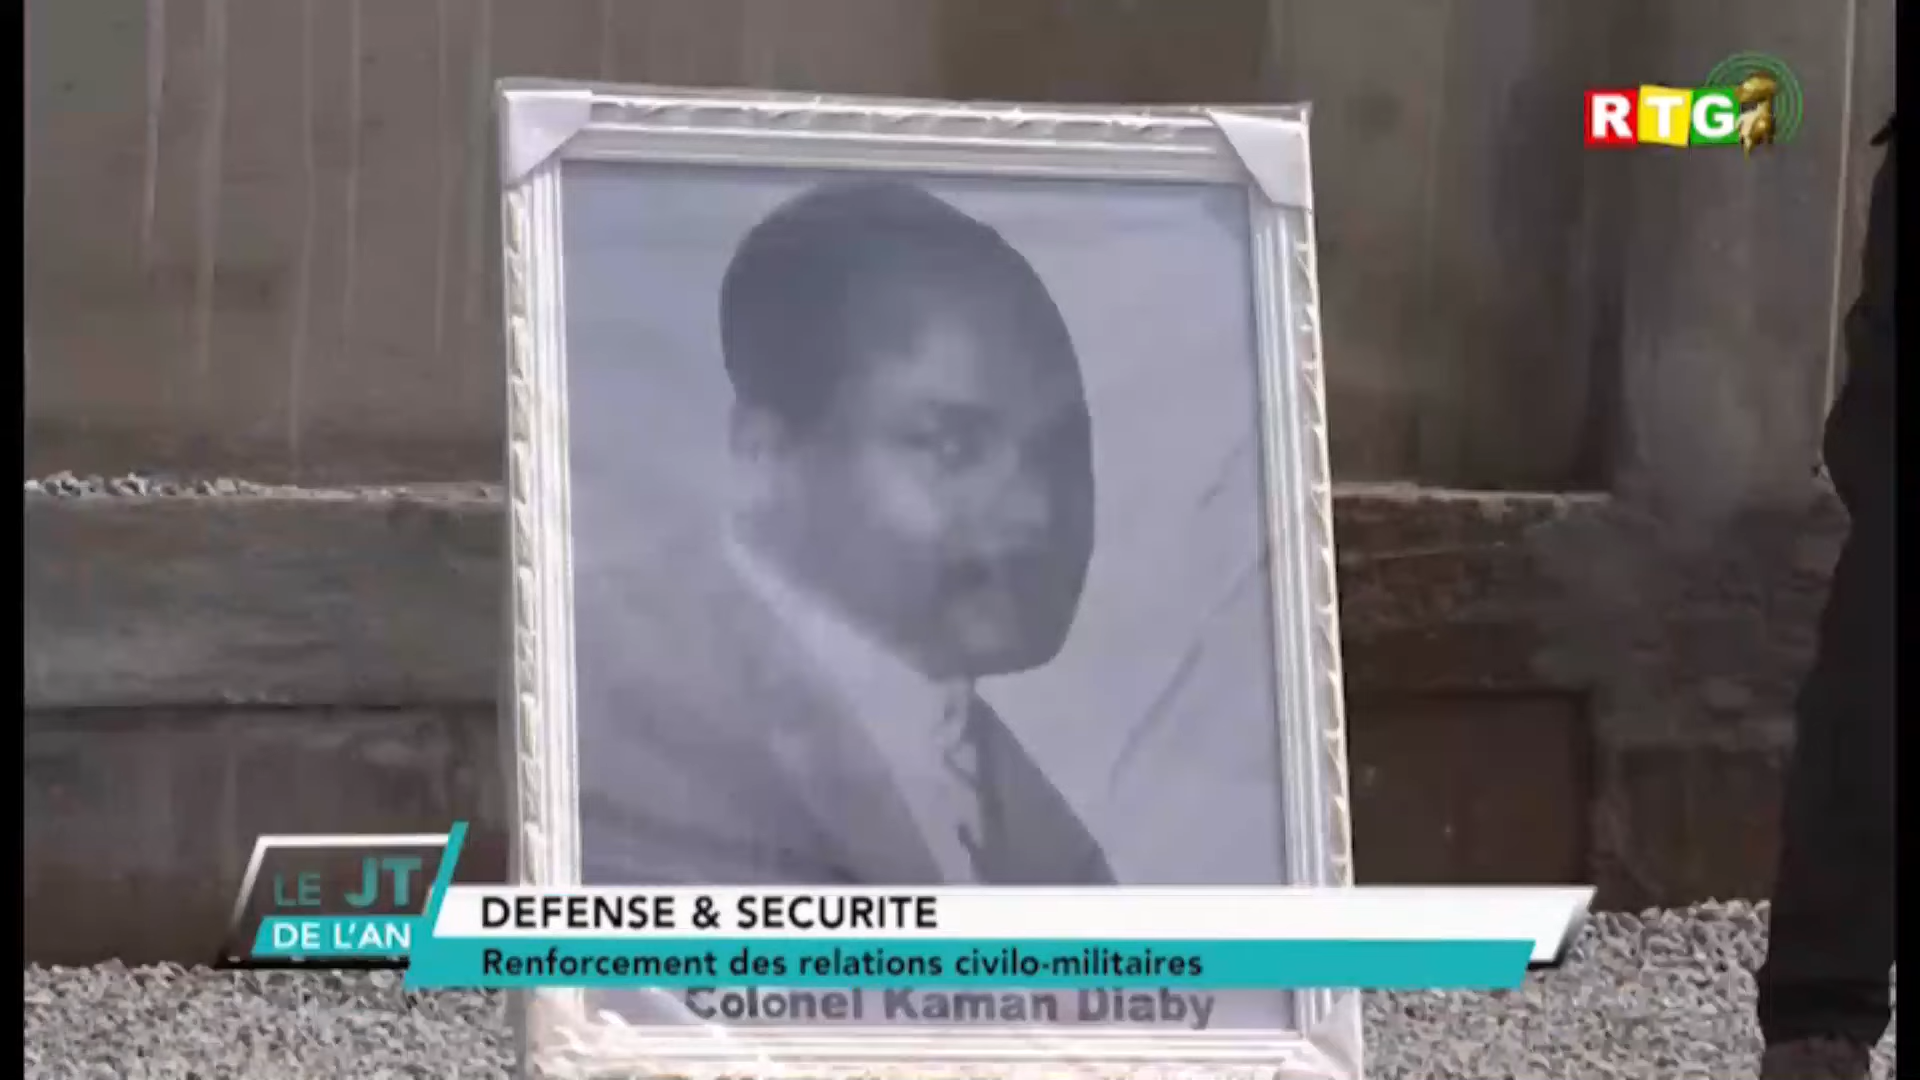 RTG
LE JT
DE L'AN
DEFENSE & SECURITE
Renforcement des relations civilo-militaires
Colonel Kaman Diaby